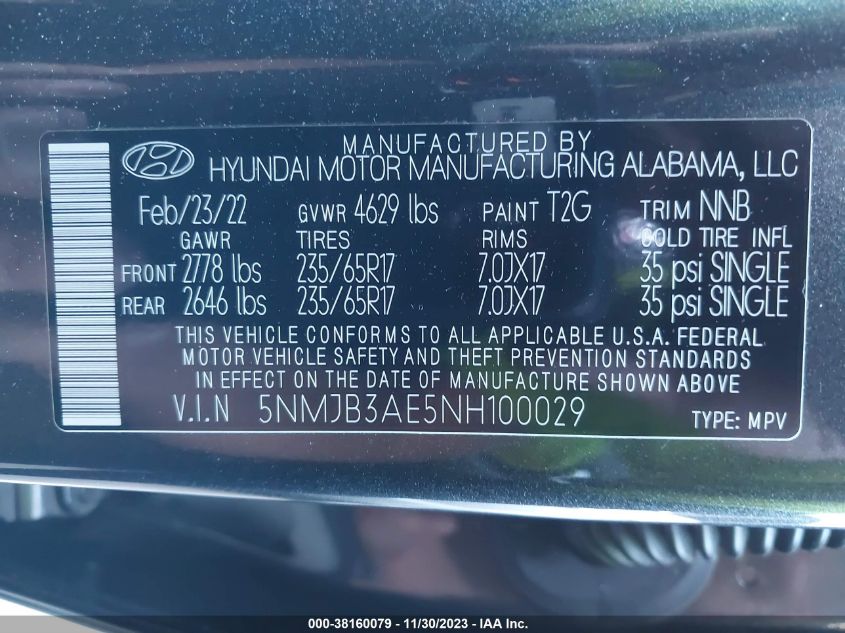 MANUFACTURED BY
HYUNDAI MOTOR MANUFACTURING ALABAMA, LLC
Feb/23/22 GVWR 4629 lbs PAINT T2G TRIM NNB
GAWR TIRES RIMS COLD TIRE INFL
FRONT 2778 lbs 235/65R17 7.0JX17 35 psi SINGLE
REAR 2646 lbs 235/65R17 7.0JX17 35 psi SINGLE
THIS VEHICLE CONFORMS TO ALL APPLICABLE U.S.A. FEDERAL
MOTOR VEHICLE SAFETY AND THEFT PREVENTION STANDARDS
IN EFFECT ON THE DATE OF MANUFACTURE SHOWN ABOVE.
V.I.N 5NMJB3AE5NH100029 TYPE: MPV
000-38160079 - 11/30/2023 - IAA Inc.